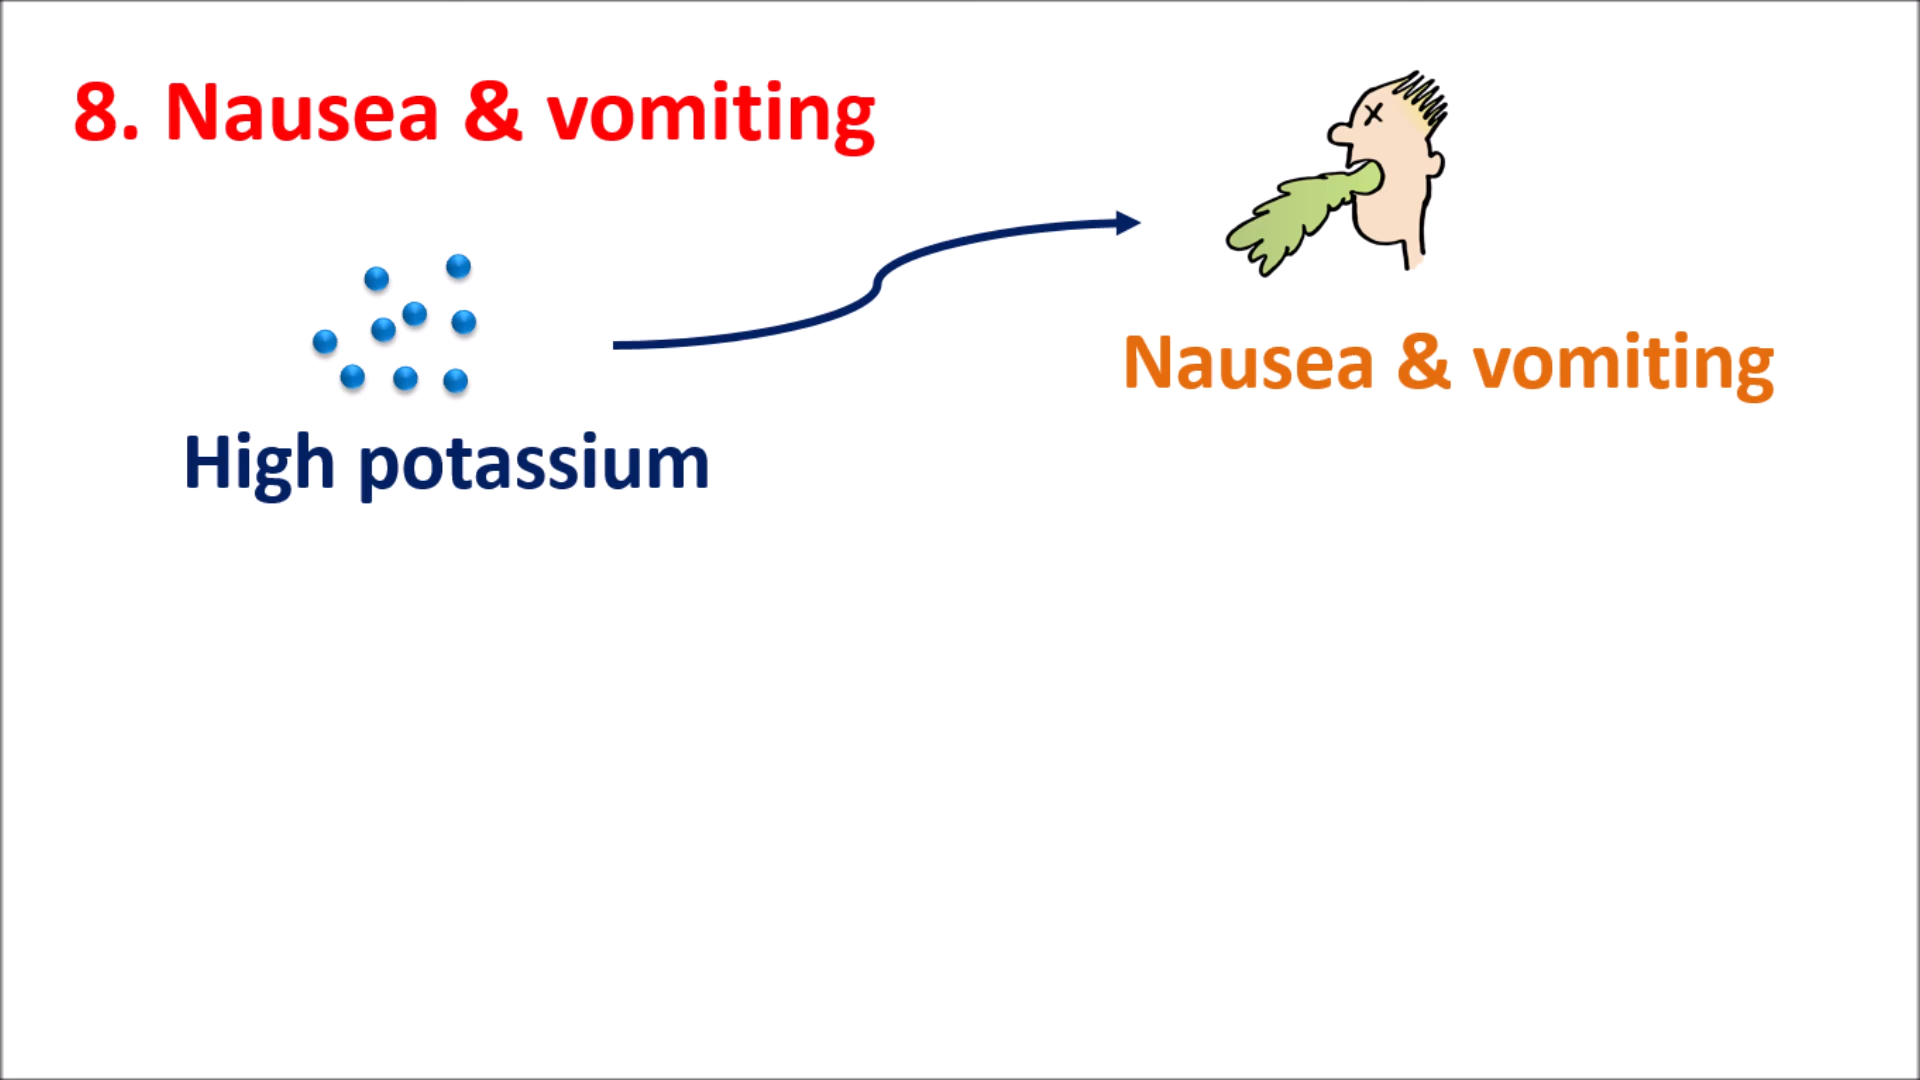 8. Nausea & vomiting
Nausea & vomiting
High potassium